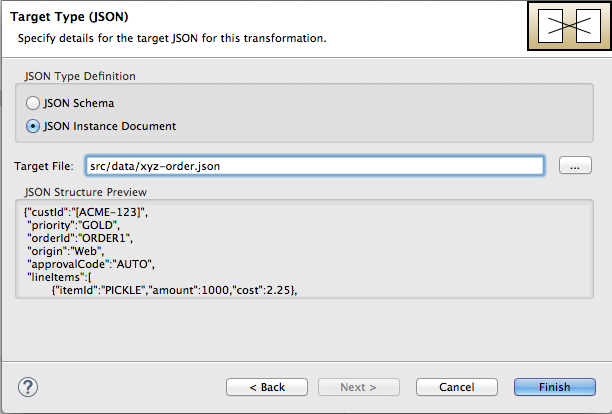 Target Type (JSON)
Specify details for the target JSON for this transformation.
JSON Type Definition
JSON Schema
JSON Instance Document
Target File: src/data/xyz-order.json ...
JSON Structure Preview
{"custId":"[ACME-123]",
"priority":"GOLD",
"orderId":"ORDER1",
"origin":"Web",
"approvalCode":"AUTO",
"lineItems":[
{"itemId":"PICKLE","amount":1000,"cost":2.25},
? < Back Next > Cancel Finish